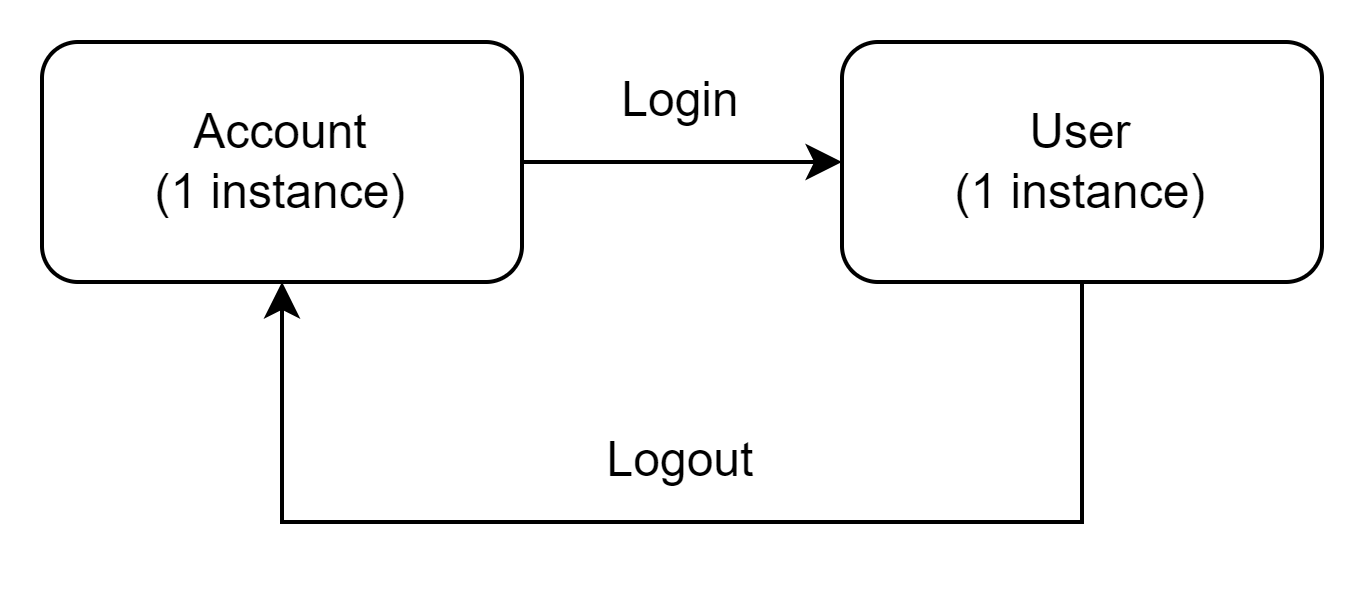 Account
(1 instance)
Login
User
(1 instance)
Logout